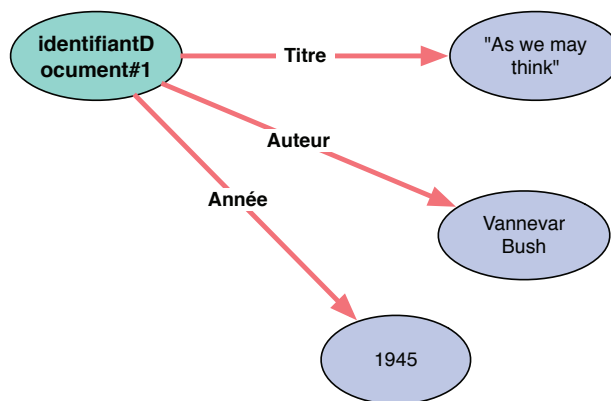 identifiantD
ocument#1
Titre
"As we may
think"
Auteur
Vannevar
Bush
Année
1945